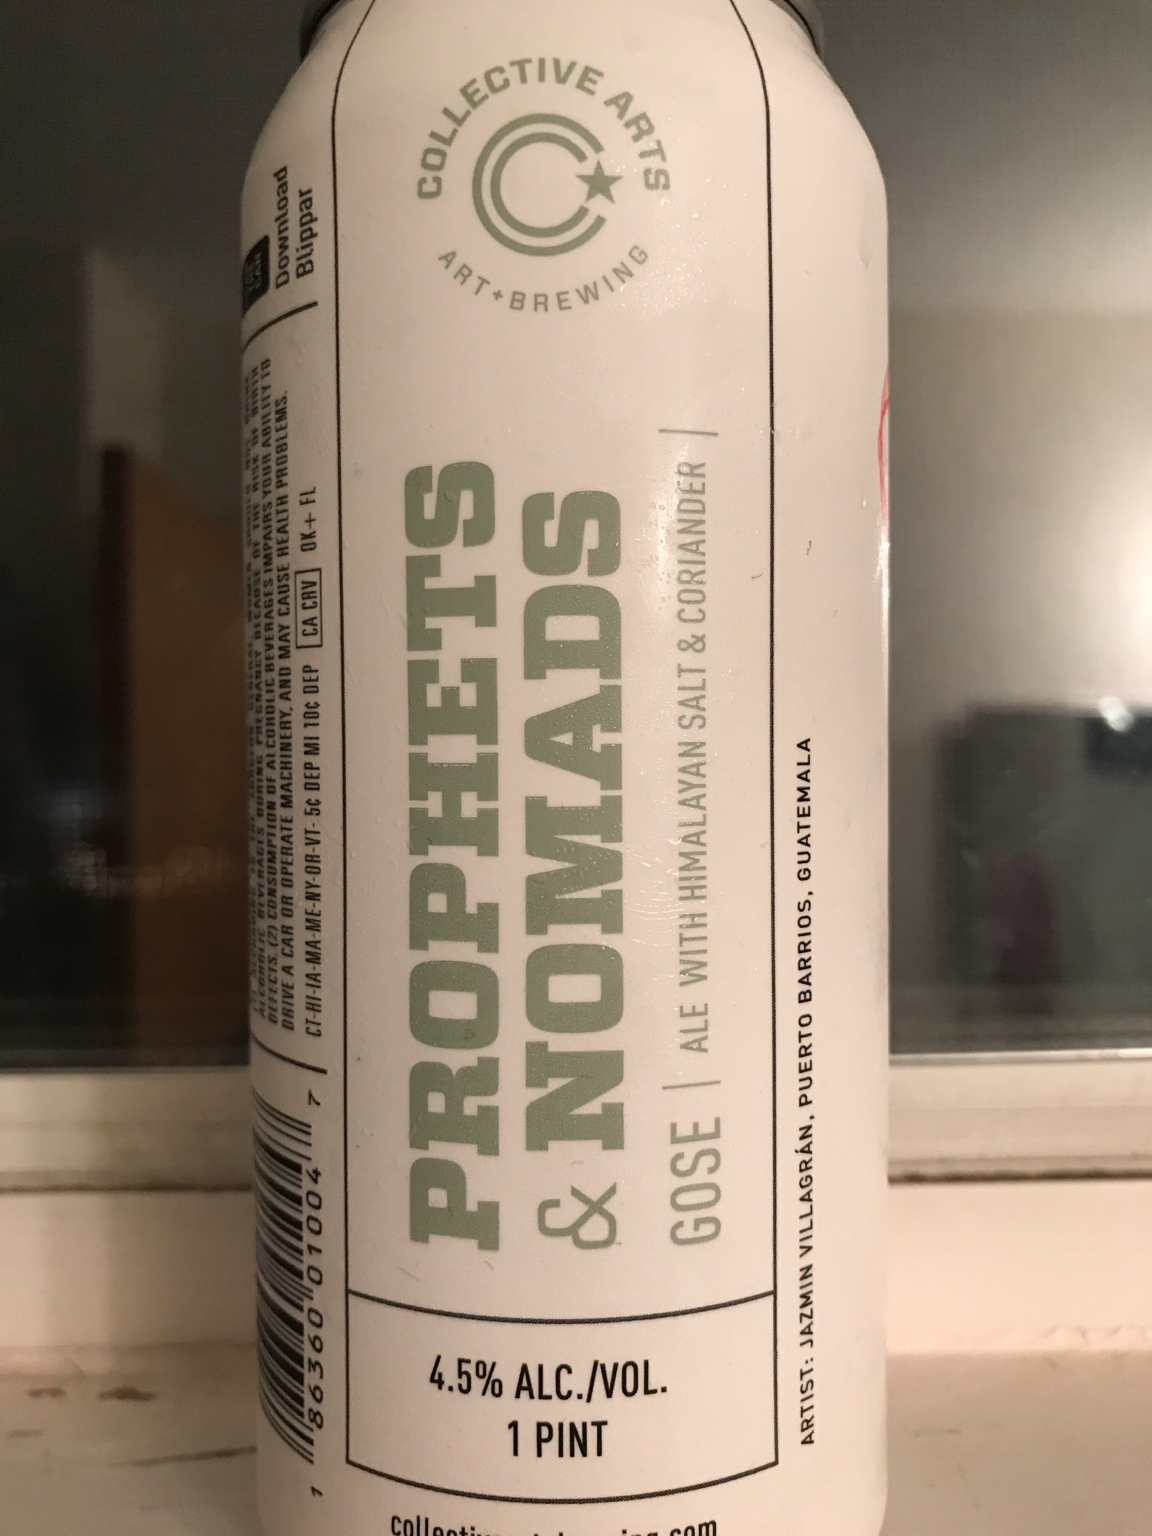 COLLECTIVE ARTS
ART + BREWING
PROPHETS
& NOMADS
GOSE | ALE WITH HIMALAYAN SALT & CORIANDER |
4.5% ALC./VOL.
1 PINT
ARTIST: JAZMIN VILLAGRÁN, PUERTO BARRIOS, GUATEMALA
Download
Blippar
ALCOHOLIC BEVERAGES DURING PREGNANCY BECAUSE OF THE RISK OF BIRTH
DEFECTS. (2) CONSUMPTION OF ALCOHOLIC BEVERAGES IMPAIRS YOUR ABILITY TO
DRIVE A CAR OR OPERATE MACHINERY, AND MAY CAUSE HEALTH PROBLEMS.
CT-HI-IA-MA-ME-NY-OR-VT- 5¢ DEP MI 10¢ DEP CA CRV OK+ FL
1 86360 01004 7